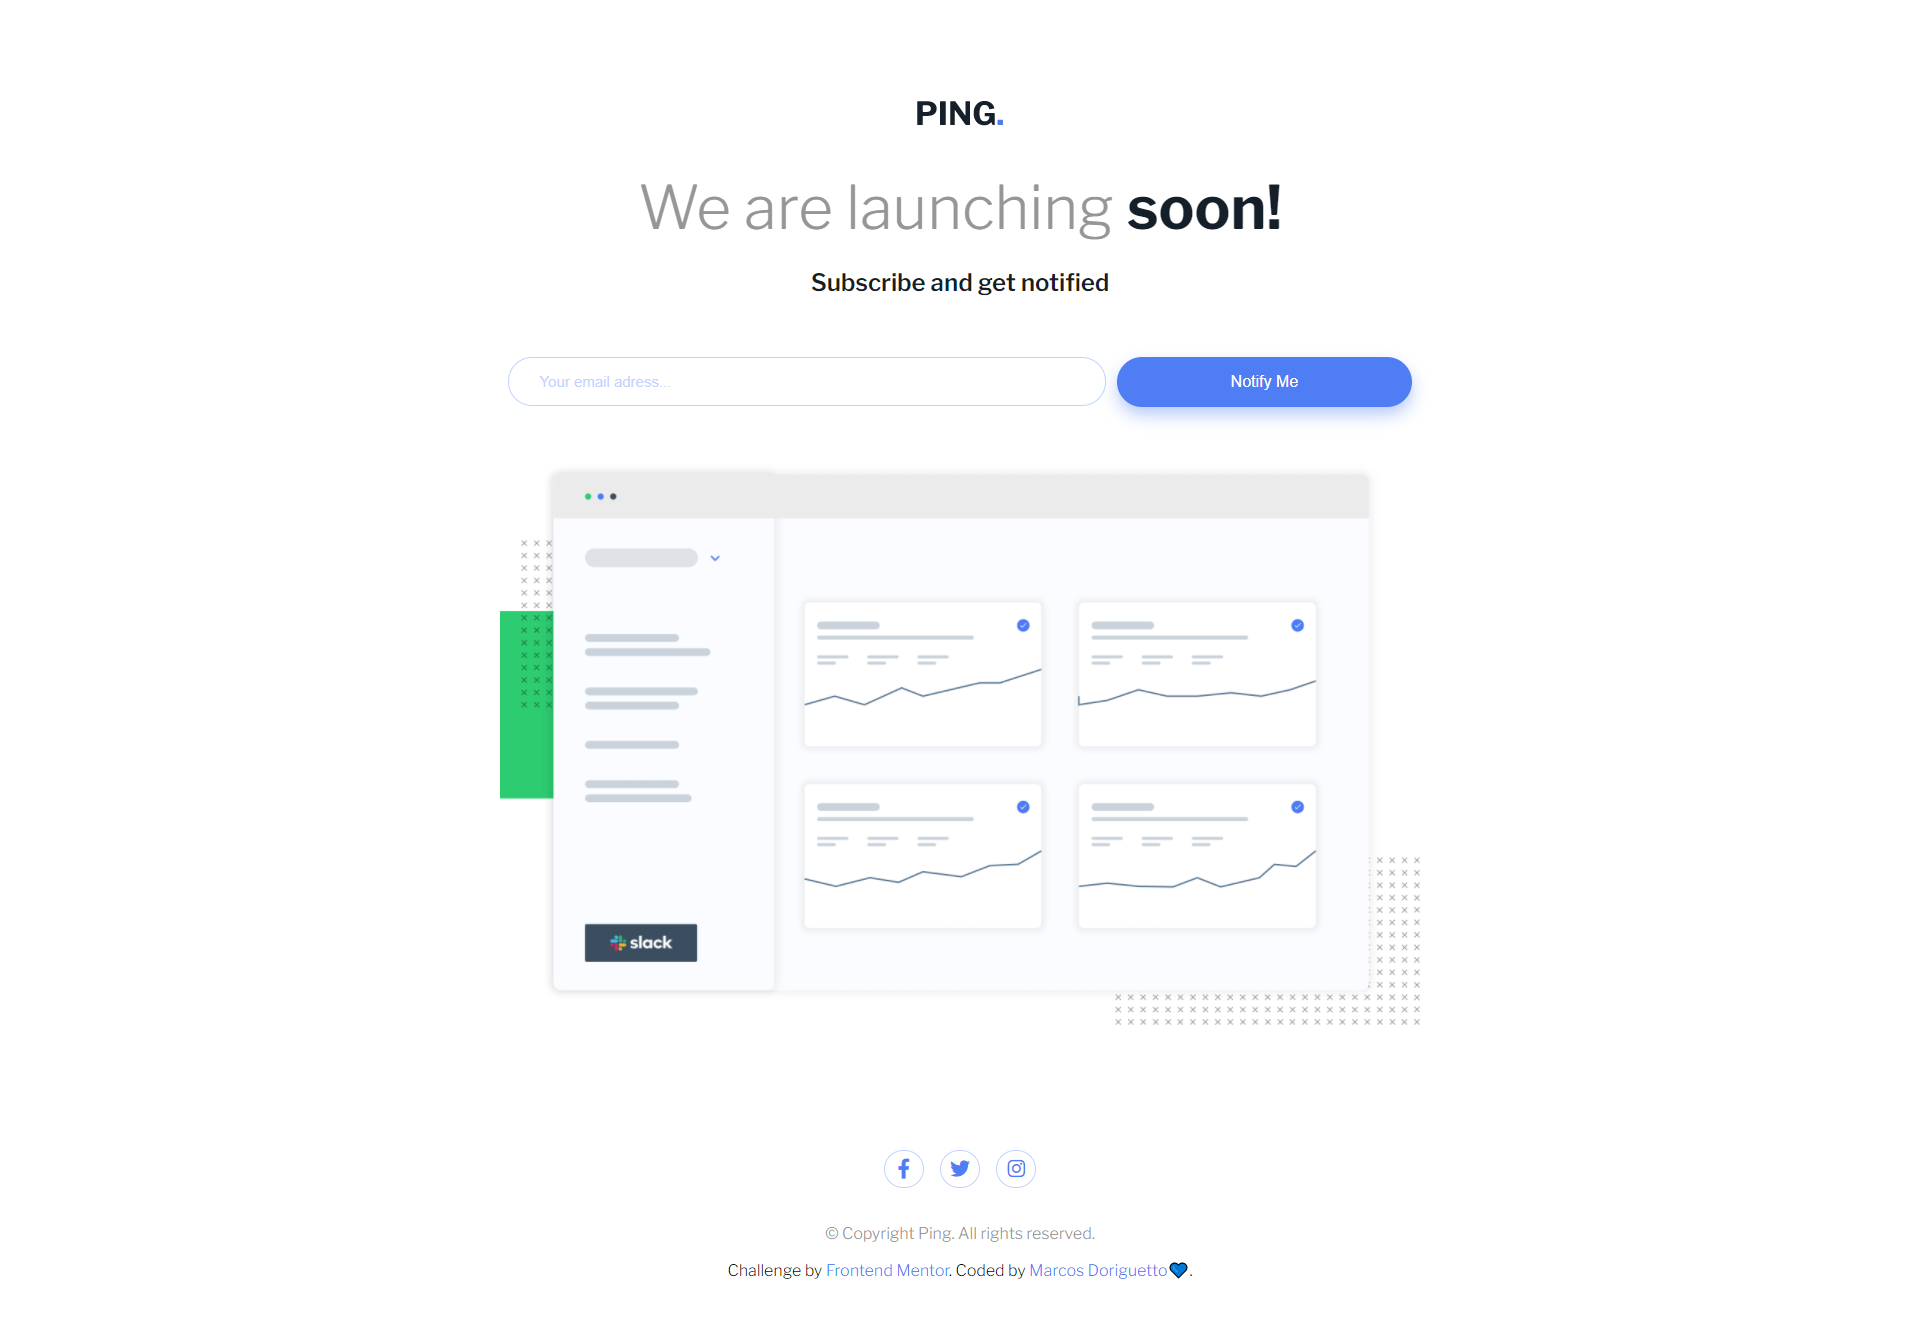 PING.
We are launching soon!
Subscribe and get notified
Your email adress...
Notify Me
slack
© Copyright Ping. All rights reserved.
Challenge by Frontend Mentor. Coded by Marcos Doriguetto💙.